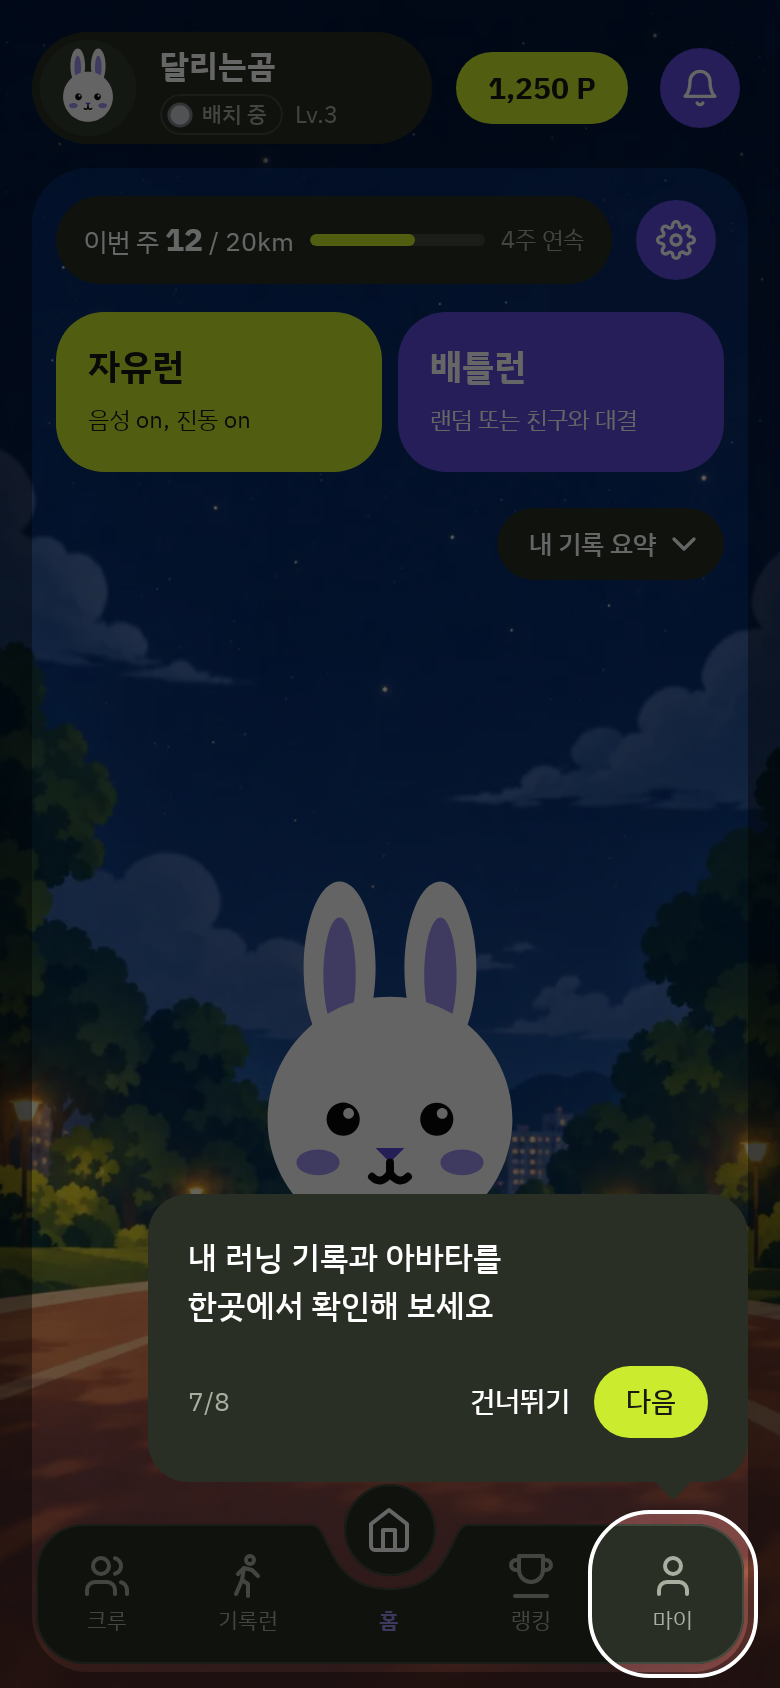 달리는곰
1,250 P
배치 중 Lv.3
이번 주 12 / 20km 4주 연속
자유런
음성 on, 진동 on
배틀런
랜덤 또는 친구와 대결
내 기록 요약
내 러닝 기록과 아바타를
한곳에서 확인해 보세요
7/8 건너뛰기 다음
크루 기록런 홈 랭킹 마이